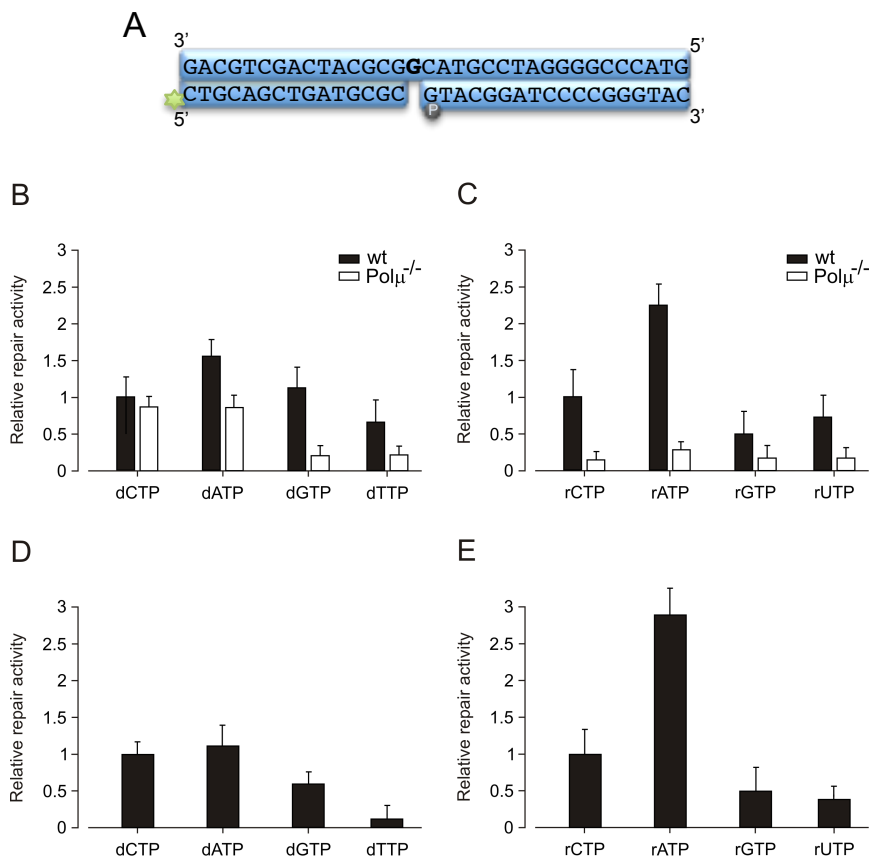 A
3’ 5’
GACGTCGACTACGCGGCATGCCTAGGGGCCCATG
CTGCAGCTGATGCGC GTACGGATCCCCGGGTAC
P
5’ 3’
B
Relative repair activity
3
2.5
2
1.5
1
0.5
0
wt
Polμ-/-
dCTP dATP dGTP dTTP
C
Relative repair activity
3
2.5
2
1.5
1
0.5
0
wt
Polμ-/-
rCTP rATP rGTP rUTP
D
Relative repair activity
3
2.5
2
1.5
1
0.5
0
dCTP dATP dGTP dTTP
E
Relative repair activity
3
2.5
2
1.5
1
0.5
0
rCTP rATP rGTP rUTP